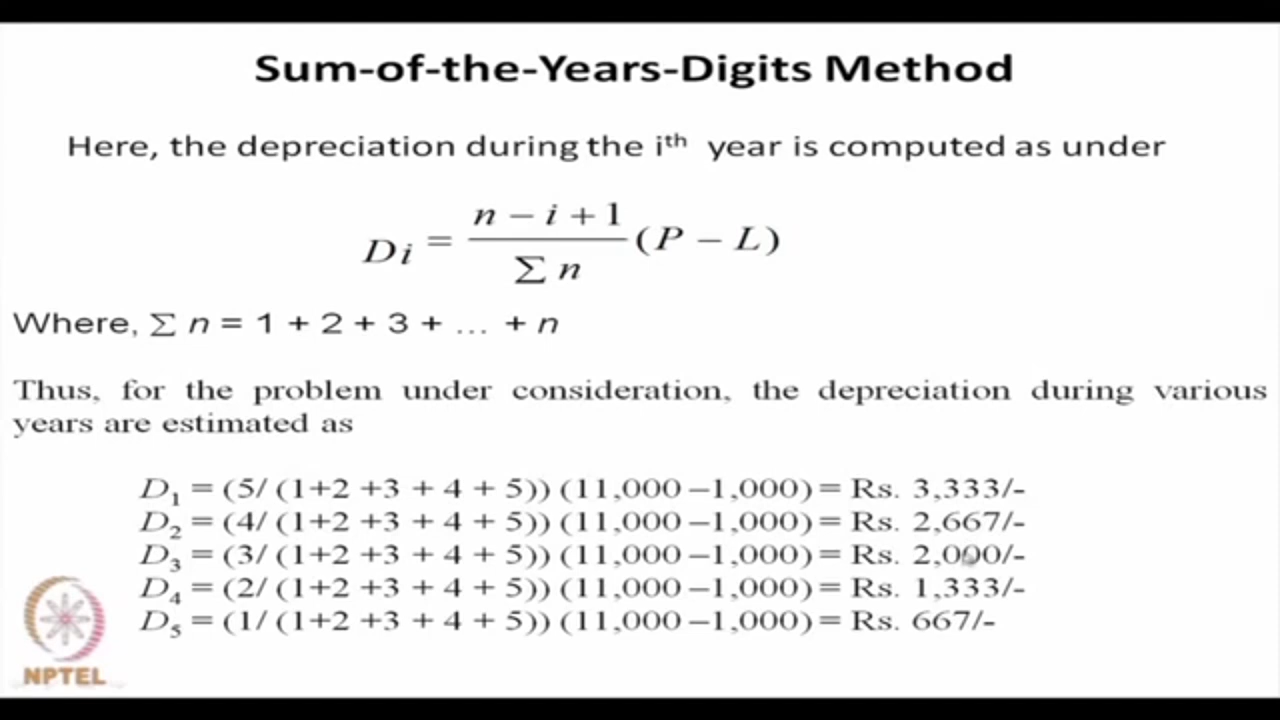 Sum-of-the-Years-Digits Method
Here, the depreciation during the iᵗʰ year is computed as under
Di = (n − i + 1) / (Σ n) (P − L)
Where, Σ n = 1 + 2 + 3 + … + n
Thus, for the problem under consideration, the depreciation during various
years are estimated as
D₁ = (5/ (1+2 +3 + 4 + 5)) (11,000 –1,000) = Rs. 3,333/-
D₂ = (4/ (1+2 +3 + 4 + 5)) (11,000 –1,000) = Rs. 2,667/-
D₃ = (3/ (1+2 +3 + 4 + 5)) (11,000 –1,000) = Rs. 2,000/-
D₄ = (2/ (1+2 +3 + 4 + 5)) (11,000 –1,000) = Rs. 1,333/-
D₅ = (1/ (1+2 +3 + 4 + 5)) (11,000 –1,000) = Rs. 667/-
NPTEL